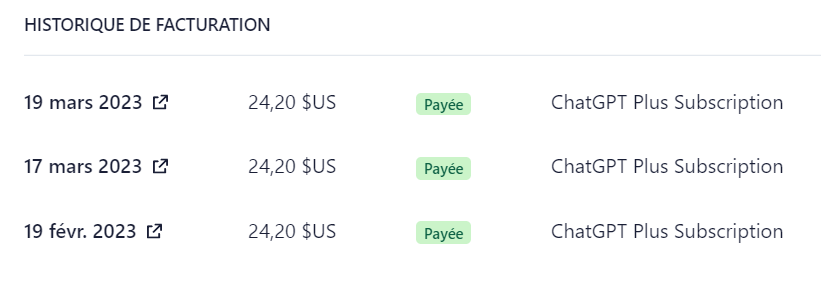 HISTORIQUE DE FACTURATION
19 mars 2023 24,20 $US Payée ChatGPT Plus Subscription
17 mars 2023 24,20 $US Payée ChatGPT Plus Subscription
19 févr. 2023 24,20 $US Payée ChatGPT Plus Subscription